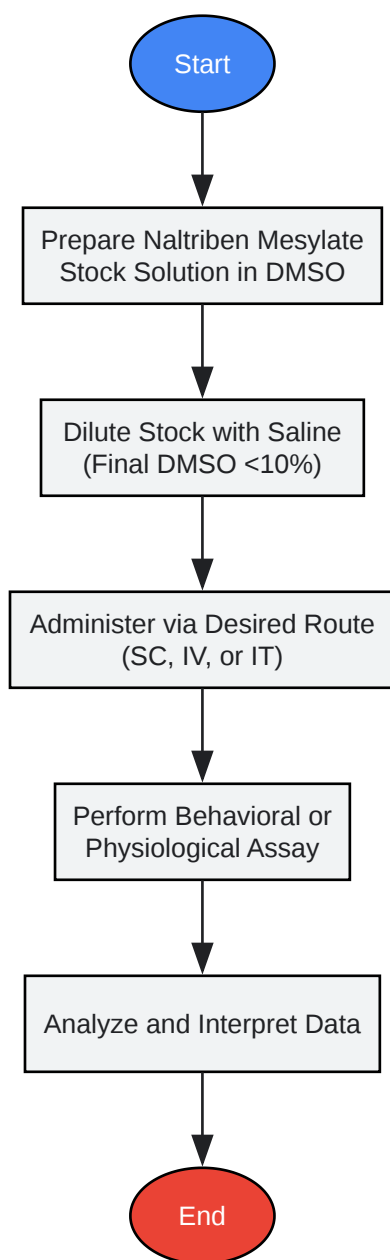 Start
Prepare Naltriben Mesylate
Stock Solution in DMSO
Dilute Stock with Saline
(Final DMSO <10%)
Administer via Desired Route
(SC, IV, or IT)
Perform Behavioral or
Physiological Assay
Analyze and Interpret Data
End